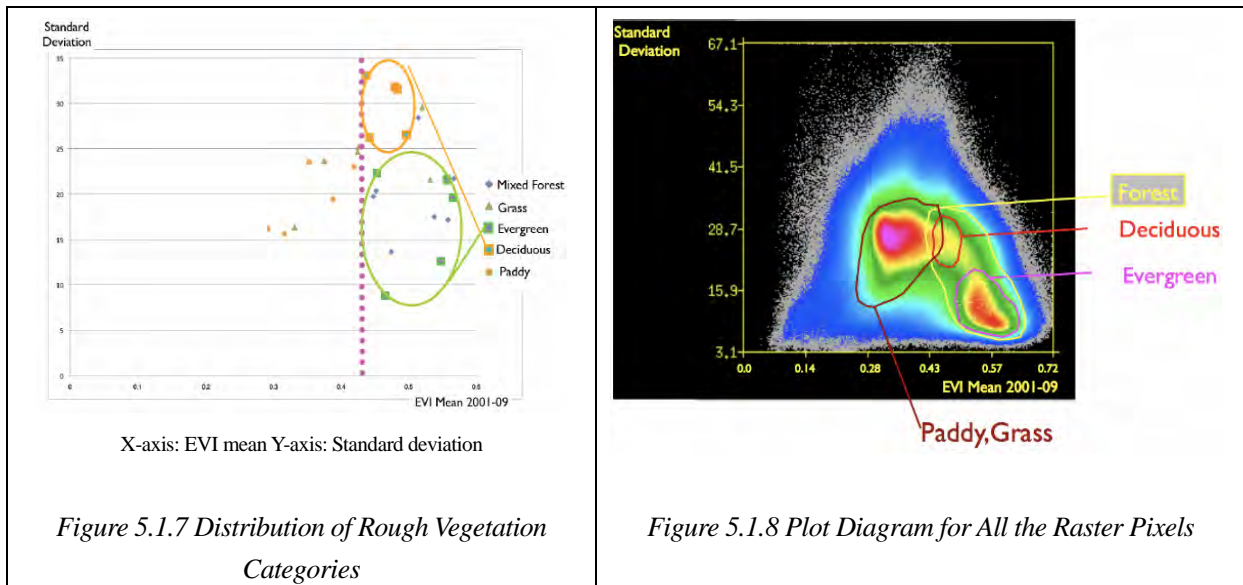 Standard
Deviation
35
30
25
20
15
10
5
0
0
0.1
0.2
0.3
0.4
0.5
0.6
EVI Mean 2001-09
Mixed Forest
Grass
Evergreen
Deciduous
Paddy
X-axis: EVI mean Y-axis: Standard deviation
Figure 5.1.7 Distribution of Rough Vegetation
Categories
Standard
Deviation
67.1
54.3
41.5
28.7
15.9
3.1
0.0
0.14
0.28
0.43
0.57
0.72
EVI Mean 2001-09
Forest
Deciduous
Evergreen
Paddy,Grass
Figure 5.1.8 Plot Diagram for All the Raster Pixels